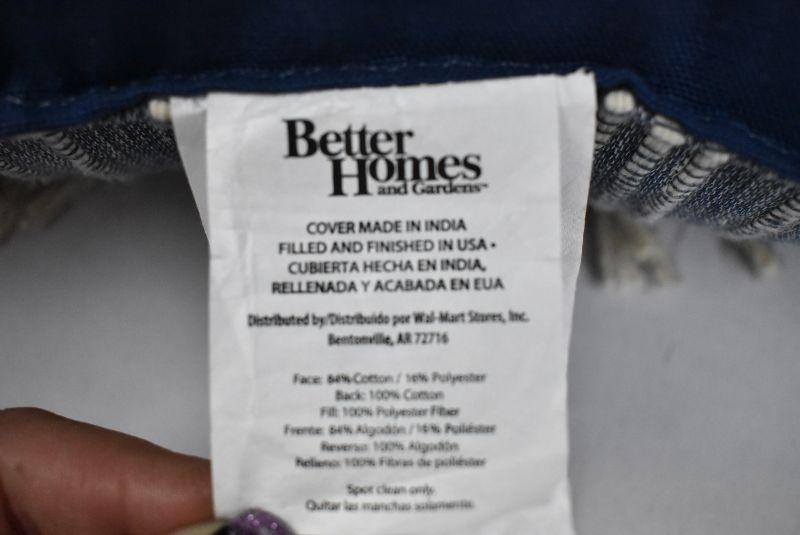 Better
Homes
and Gardens™
COVER MADE IN INDIA
FILLED AND FINISHED IN USA •
CUBIERTA HECHA EN INDIA,
RELLENADA Y ACABADA EN EUA
Distributed by/Distribuido por Wal-Mart Stores, Inc.
Bentonville, AR 72716
Face: 84% Cotton / 16% Polyester
Back: 100% Cotton
Fill: 100% Polyester Fiber
Frente: 84% Algodón / 16% Poliéster
Reverso: 100% Algodón
Relleno: 100% Fibras de poliéster
Spot clean only.
Quitar las manchas solamente.